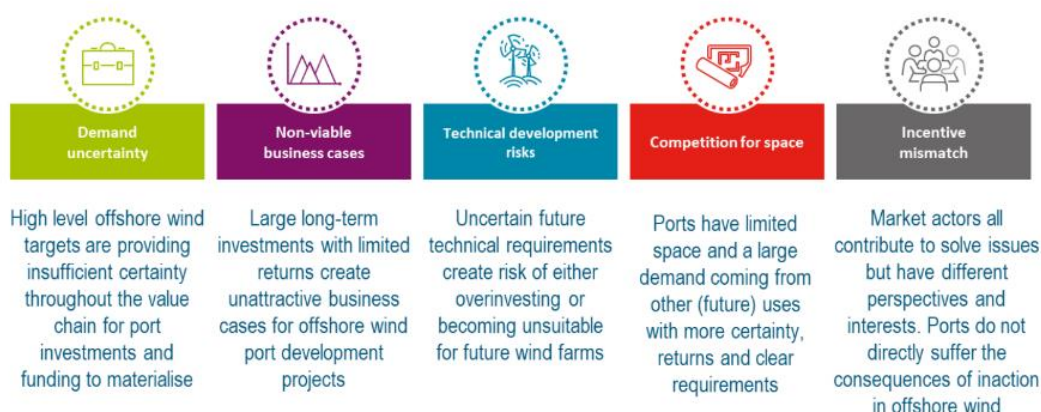 Demand
uncertainty
High level offshore wind
targets are providing
insufficient certainty
throughout the value
chain for port
investments and
funding to materialise
Non-viable
business cases
Large long-term
investments with limited
returns create
unattractive business
cases for offshore wind
port development
projects
Technical development
risks
Uncertain future
technical requirements
create risk of either
overinvesting or
becoming unsuitable
for future wind farms
Competition for space
Ports have limited
space and a large
demand coming from
other (future) uses
with more certainty,
returns and clear
requirements
Incentive
mismatch
Market actors all
contribute to solve issues
but have different
perspectives and
interests. Ports do not
directly suffer the
consequences of inaction
in offshore wind